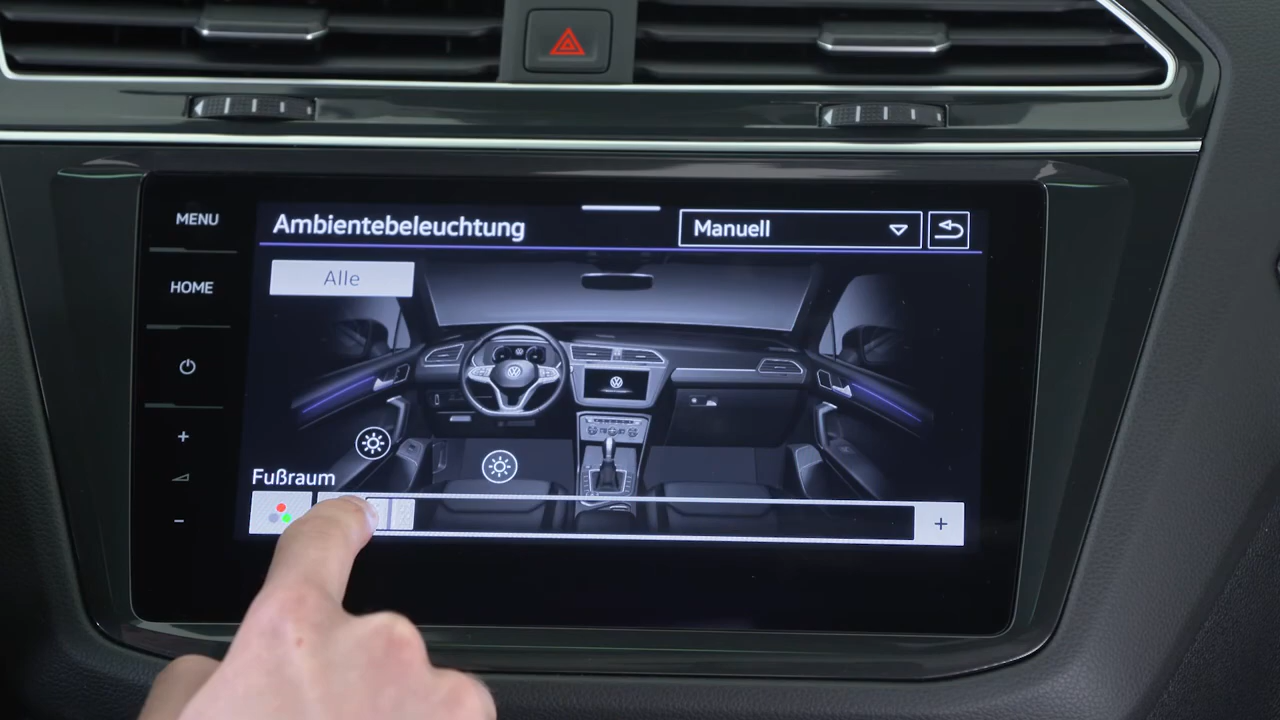 MENU
Ambientebeleuchtung
Manuell
Alle
HOME
Fußraum
+
-
+